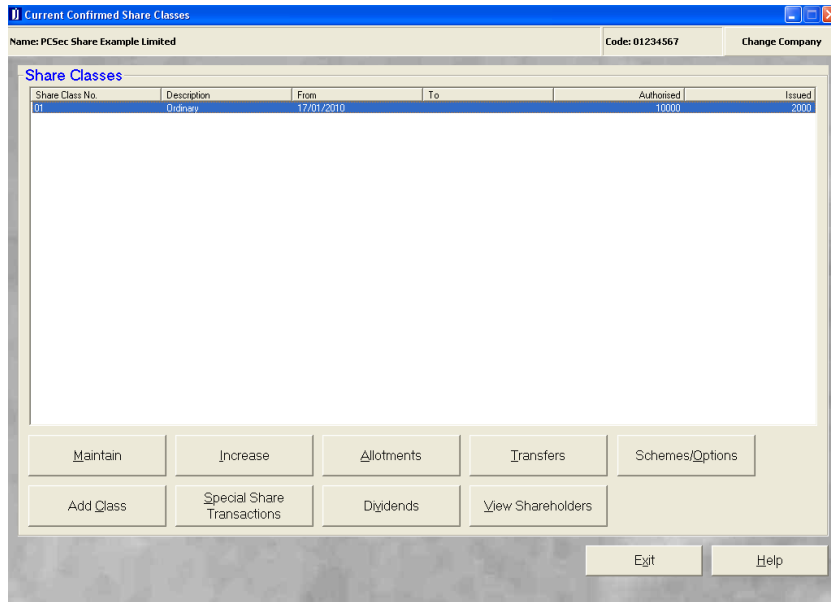 Current Confirmed Share Classes
Name: PCSec Share Example Limited Code: 01234567 Change Company
Share Classes
Share Class No. Description From To Authorised Issued
01 Ordinary 17/01/2010 10000 2000
Maintain Increase Allotments Transfers Schemes/Options
Add Class Special Share Transactions Dividends View Shareholders
Exit Help